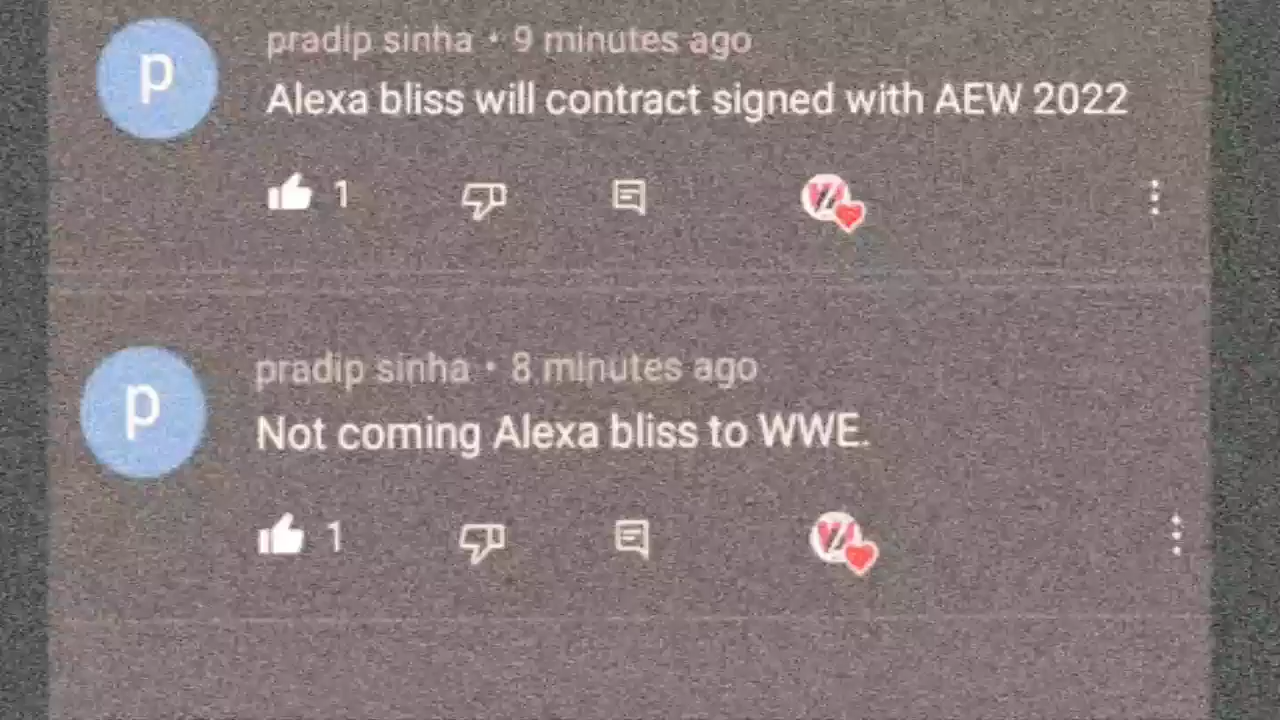 pradip sinha • 9 minutes ago
Alexa bliss will contract signed with AEW 2022
1
pradip sinha • 8 minutes ago
Not coming Alexa bliss to WWE.
1